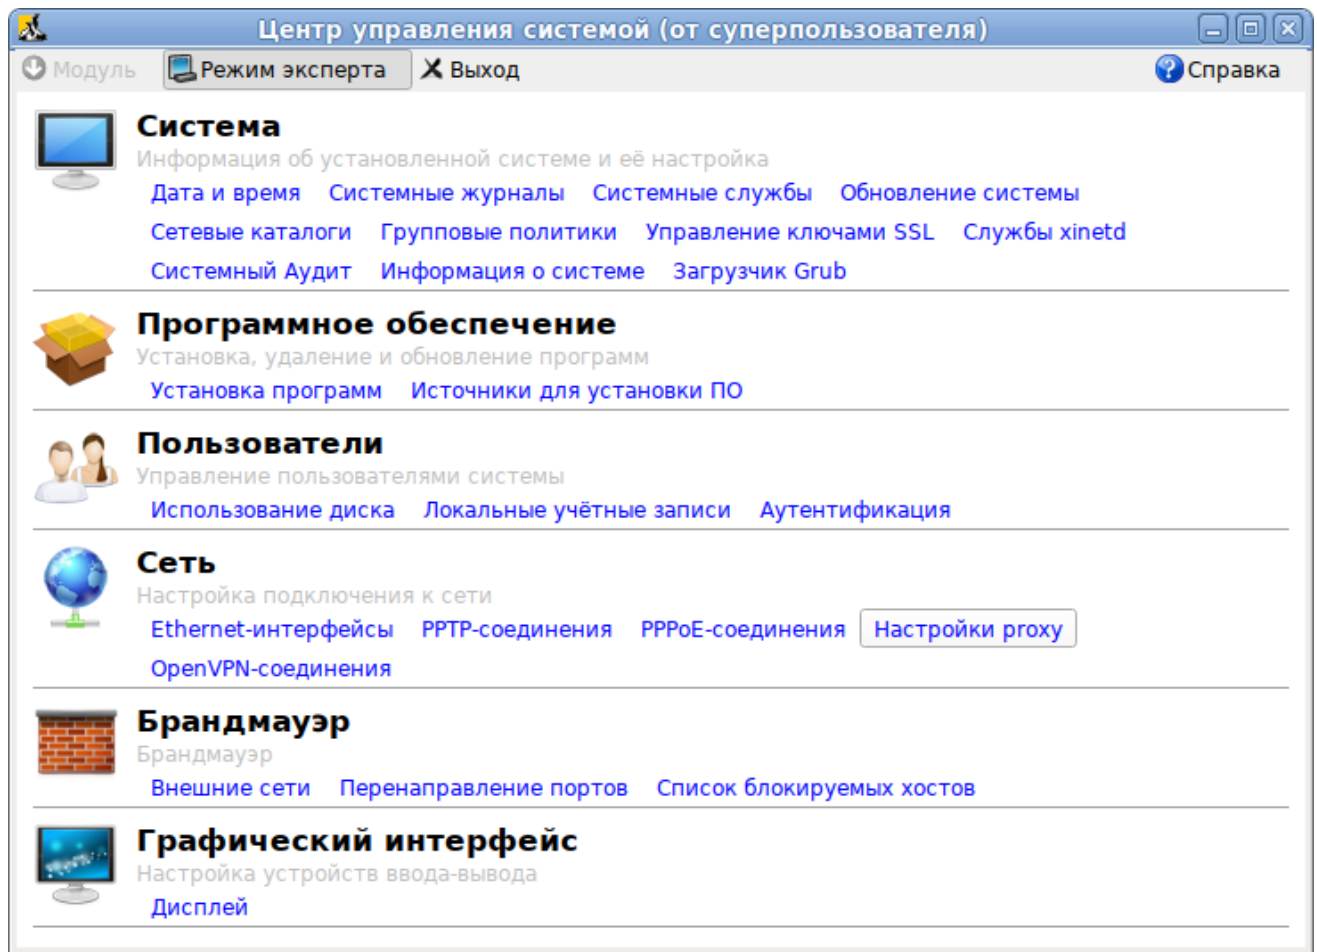 Центр управления системой (от суперпользователя)
Модуль Режим эксперта Выход Справка
Система
Информация об установленной системе и её настройка
Дата и время Системные журналы Системные службы Обновление системы
Сетевые каталоги Групповые политики Управление ключами SSL Службы xinetd
Системный Аудит Информация о системе Загрузчик Grub
Программное обеспечение
Установка, удаление и обновление программ
Установка программ Источники для установки ПО
Пользователи
Управление пользователями системы
Использование диска Локальные учётные записи Аутентификация
Сеть
Настройка подключения к сети
Ethernet-интерфейсы PPTP-соединения PPPoE-соединения Настройки proxy
OpenVPN-соединения
Брандмауэр
Брандмауэр
Внешние сети Перенаправление портов Список блокируемых хостов
Графический интерфейс
Настройка устройств ввода-вывода
Дисплей